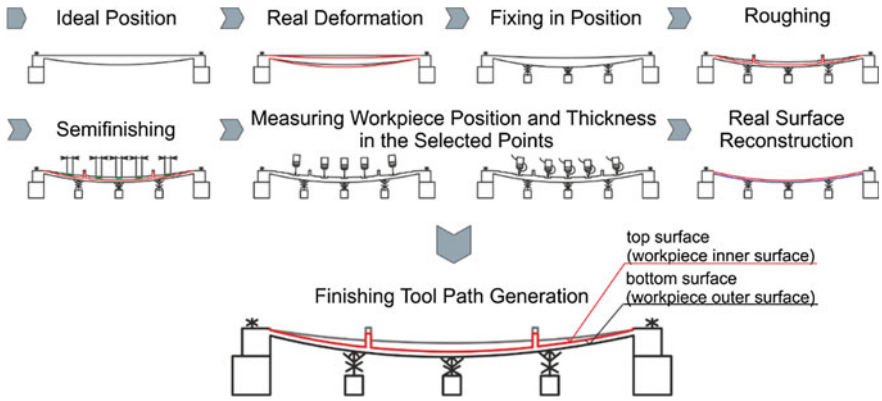 Ideal Position
Real Deformation
Fixing in Position
Roughing
Semifinishing
Measuring Workpiece Position and Thickness
in the Selected Points
Real Surface
Reconstruction
top surface
(workpiece inner surface)
bottom surface
(workpiece outer surface)
Finishing Tool Path Generation